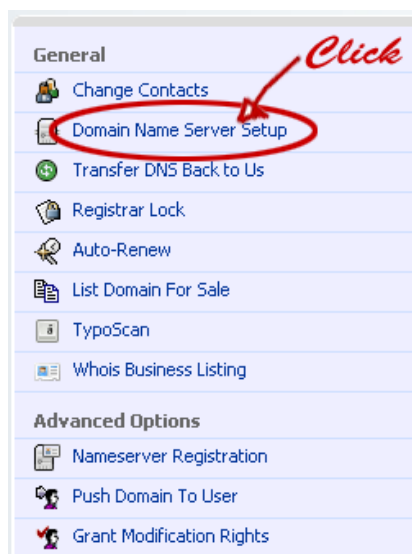 General
Click
Change Contacts
Domain Name Server Setup
Transfer DNS Back to Us
Registrar Lock
Auto-Renew
List Domain For Sale
TypoScan
Whois Business Listing
Advanced Options
Nameserver Registration
Push Domain To User
Grant Modification Rights